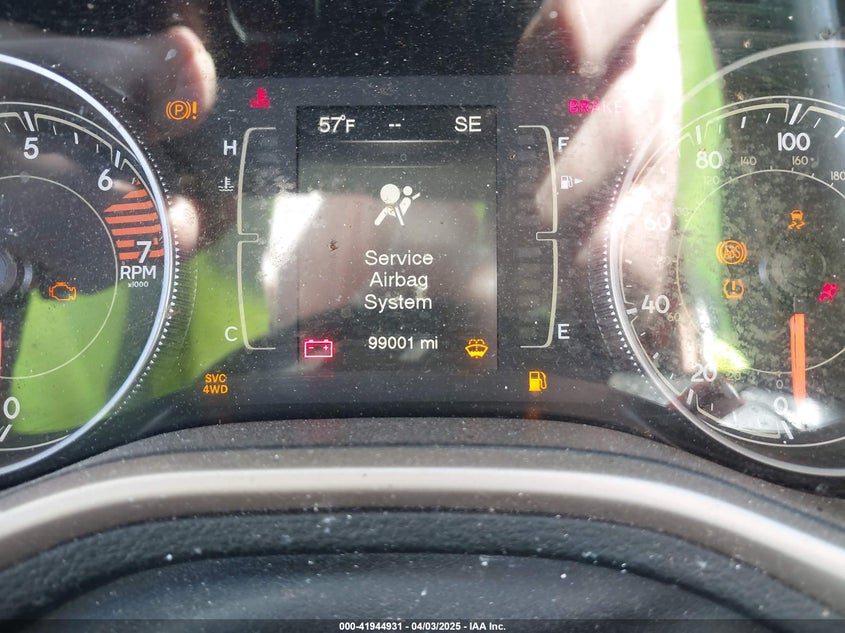 57°F -- SE
BRAKE
H
F
5
6
7
RPM
x1000
0
C
Service
Airbag
System
99001 mi
SVC
4WD
E
100
80
60
40
20
0
140
160
180
120
ABS
000-41944931 - 04/03/2025 - IAA Inc.